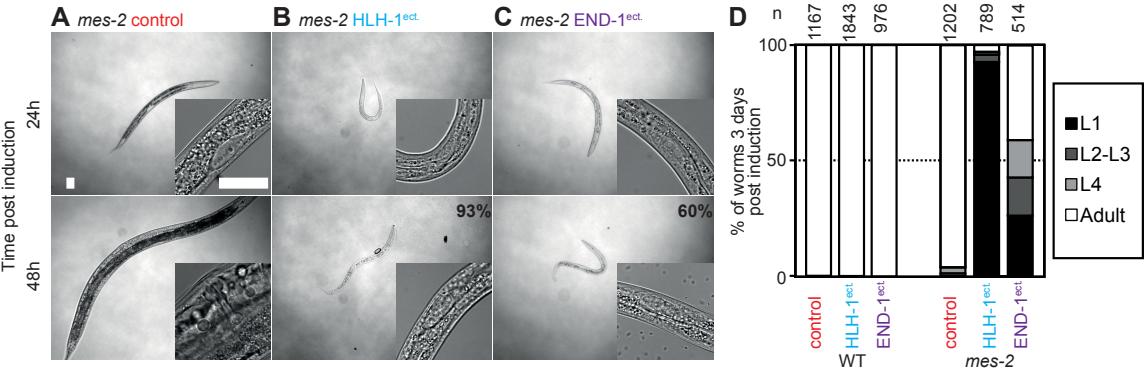 A mes-2 control
B mes-2 HLH-1ect.
C mes-2 END-1ect.
D
Time post induction
24h
48h
93%
60%
n
1167
1843
976
1202
789
514
% of worms 3 days
post induction
100
50
0
control
HLH-1ect.
END-1ect.
control
HLH-1ect.
END-1ect.
WT
mes-2
L1
L2-L3
L4
Adult